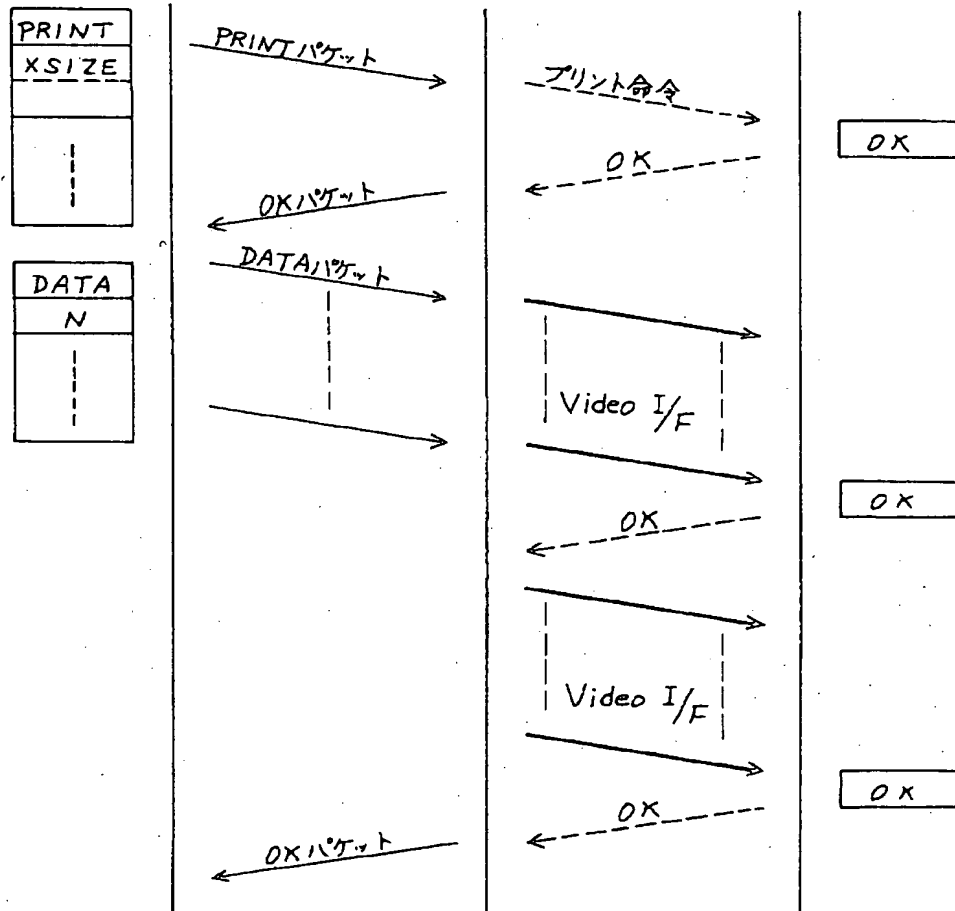 PRINT
XSIZE
PRINTパケット
プリント命令
OK
OK
OKパケット
DATA
N
DATAパケット
Video I/F
OK
OK
Video I/F
OK
OK
OKパケット